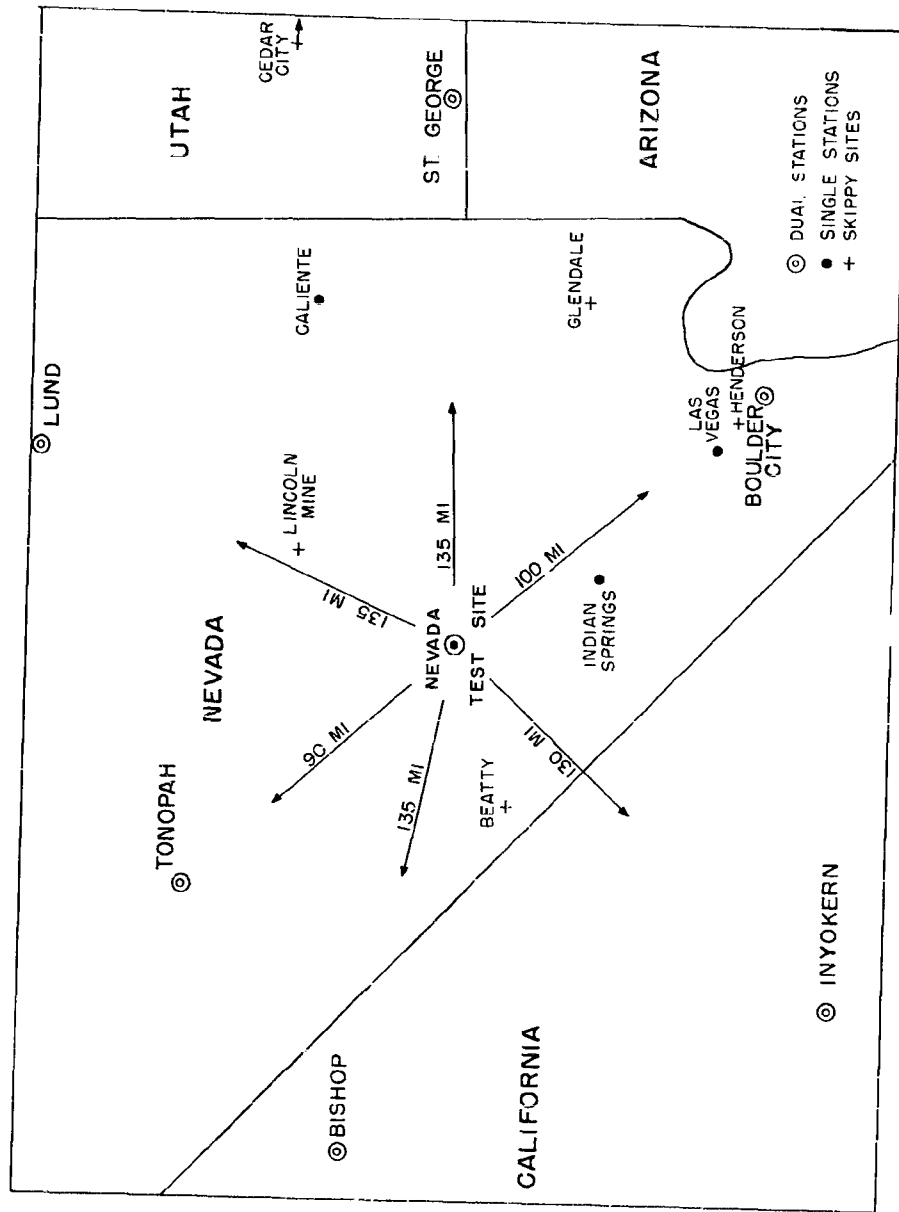 LUND
UTAH
CEDAR
CITY
TONOPAH
NEVADA
LINCOLN
MINE
CALIENTE
ST. GEORGE
BISHOP
90 MI
135 MI
135 MI
NEVADA
TEST SITE
135 MI
BEATTY
130 MI
100 MI
INDIAN
SPRINGS
GLENDALE
ARIZONA
CALIFORNIA
LAS
VEGAS
HENDERSON
BOULDER
CITY
INYOKERN
DUAL STATIONS
SINGLE STATIONS
SKIPPY SITES